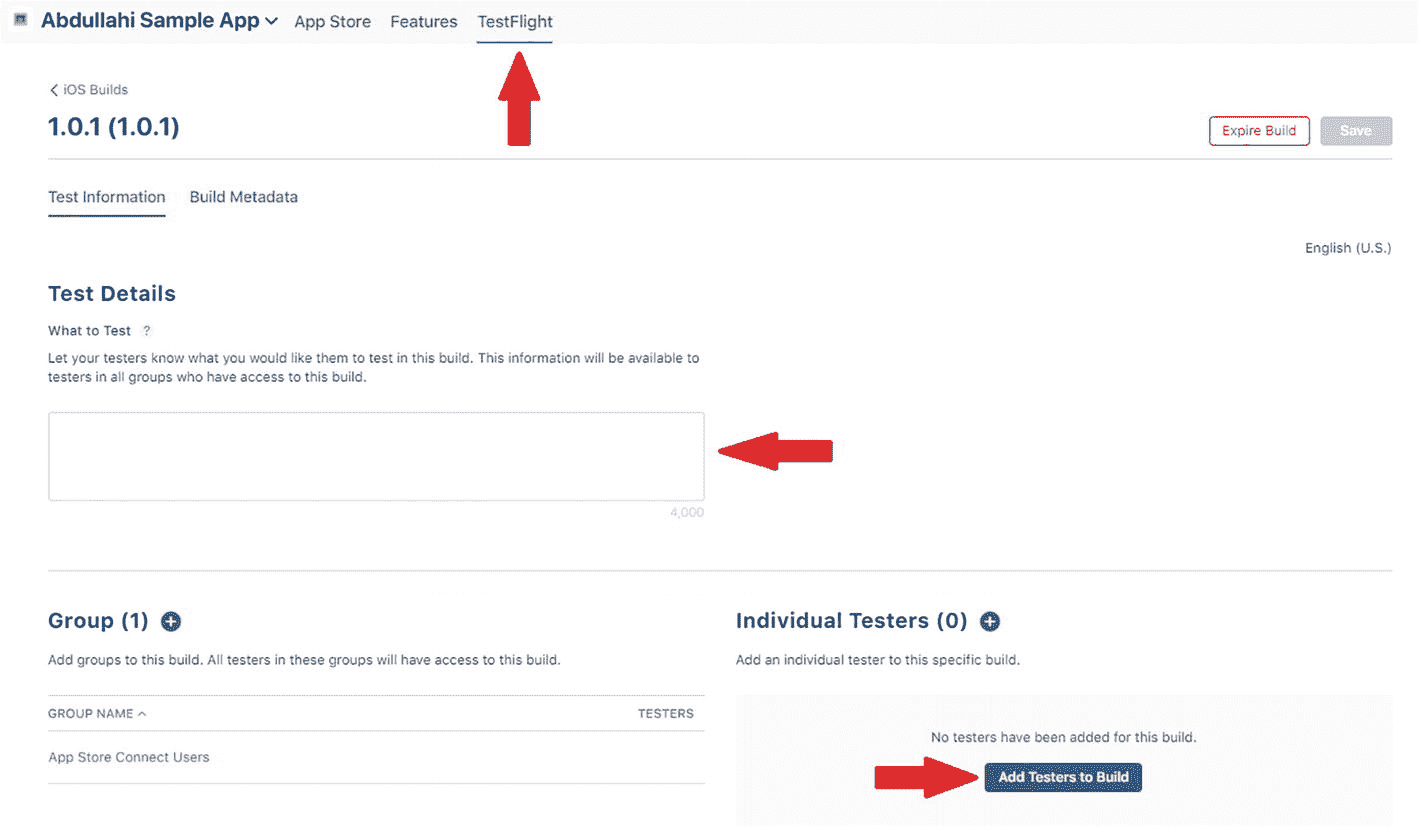 Abdullahi Sample App App Store Features TestFlight
iOS Builds
1.0.1 (1.0.1)
Expire Build Save
Test Information Build Metadata
English (U.S.)
Test Details
What to Test ?
Let your testers know what you would like them to test in this build. This information will be available to
testers in all groups who have access to this build.
4,000
Group (1)
Add groups to this build. All testers in these groups will have access to this build.
GROUP NAME TESTERS
App Store Connect Users
Individual Testers (0)
Add an individual tester to this specific build.
No testers have been added for this build.
Add Testers to Build